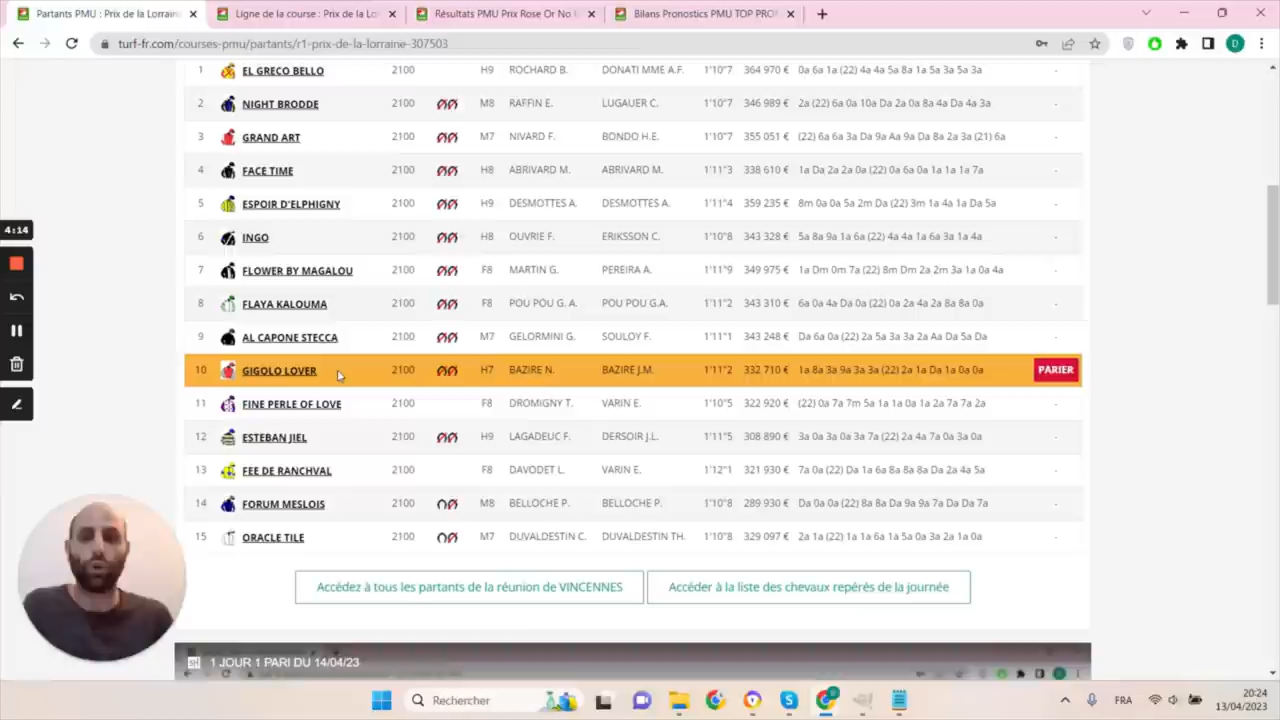 Partants PMU : Prix de la Lorraine
Ligne de la course : Prix de la Lo
Résultats PMU Prix Rose Or No
Bilans Pronostics PMU TOP PRO
turf-fr.com/courses-pmu/partants/r1-prix-de-la-lorraine-307503
D
1 EL GRECO BELLO 2100 H9 ROCHARD B. DONATI MME A.F. 1'10"7 364 970 € 0a 6a 1a (22) 4a 4a 5a 8a 1a 5a 3a 5a 3a -
2 NIGHT BRODDE 2100 M8 RAFFIN E. LUGAUER C. 1'10"7 346 989 € 2a (22) 6a 0a 10a Da 2a 0a 8a 4a Da 4a 3a -
3 GRAND ART 2100 M7 NIVARD F. BONDO H.E. 1'10"7 355 051 € (22) 6a 6a 3a Da 9a Aa 9a Da 8a 2a 3a (21) 6a -
4 FACE TIME 2100 H8 ABRIVARD M. ABRIVARD M. 1'11"3 338 610 € 1a Da 2a 2a 0a (22) 0a 6a 0a 1a 1a 1a 7a -
5 ESPOIR D'ELPHIGNY 2100 H9 DESMOTTES A. DESMOTTES A. 1'11"4 359 235 € 8m 0a 0a 5a 2m Da (22) 3m 1a 4a 1a Da 5a -
6 INGO 2100 H8 OUVRIE F. ERIKSSON C. 1'10"8 343 328 € 5a 8a 9a 1a 6a (22) 4a 4a 1a 6a 3a 1a 4a -
7 FLOWER BY MAGALOU 2100 F8 MARTIN G. PEREIRA A. 1'11"9 349 975 € 1a Dm 0m 7a (22) 8m Dm 2a 2m 3a 1a 0a 4a -
8 FLAYA KALOUMA 2100 F8 POU POU G. A. POU POU G.A. 1'11"2 343 310 € 6a 0a 4a Da 0a (22) 0a 2a 4a 2a 8a 8a 0a -
9 AL CAPONE STECCA 2100 M7 GELORMINI G. SOULOY F. 1'11"1 343 248 € Da 6a 0a (22) 2a 5a 3a 3a 2a Aa Da 5a Da -
10 GIGOLO LOVER 2100 H7 BAZIRE N. BAZIRE J.M. 1'11"2 332 710 € 1a 8a 3a 9a 3a 3a (22) 2a 1a Da 1a 0a 0a PARIER
11 FINE PERLE OF LOVE 2100 F8 DROMIGNY T. VARIN E. 1'10"5 322 920 € (22) 0a 7a 7m 5a 1a 1a 0a 1a 2a 7a 7a 2a -
12 ESTEBAN JIEL 2100 H9 LAGADEUC F. DERSOIR J.L. 1'11"5 308 890 € 3a 0a 3a 0a 3a 7a (22) 2a 4a 7a 0a 3a 0a -
13 FEE DE RANCHVAL 2100 F8 DAVODET L. VARIN E. 1'12"1 321 930 € 7a 0a (22) Da 1a 6a 8a 8a 8a Da 2a 4a 5a -
14 FORUM MESLOIS 2100 M8 BELLOCHE P. BELLOCHE P. 1'10"8 289 930 € Da 0a 0a (22) 8a 8a Da 9a 9a 7a Da Da 7a -
15 ORACLE TILE 2100 M7 DUVALDESTIN C. DUVALDESTIN TH. 1'10"8 329 097 € 2a 1a (22) 1a 1a 6a 1a 5a 0a 3a 2a 1a 0a -
4:14
Accédez à tous les partants de la réunion de VINCENNES
Accéder à la liste des chevaux repérés de la journée
1 JOUR 1 PARI DU 14/04/23
Rechercher
FRA
20:24
13/04/2023